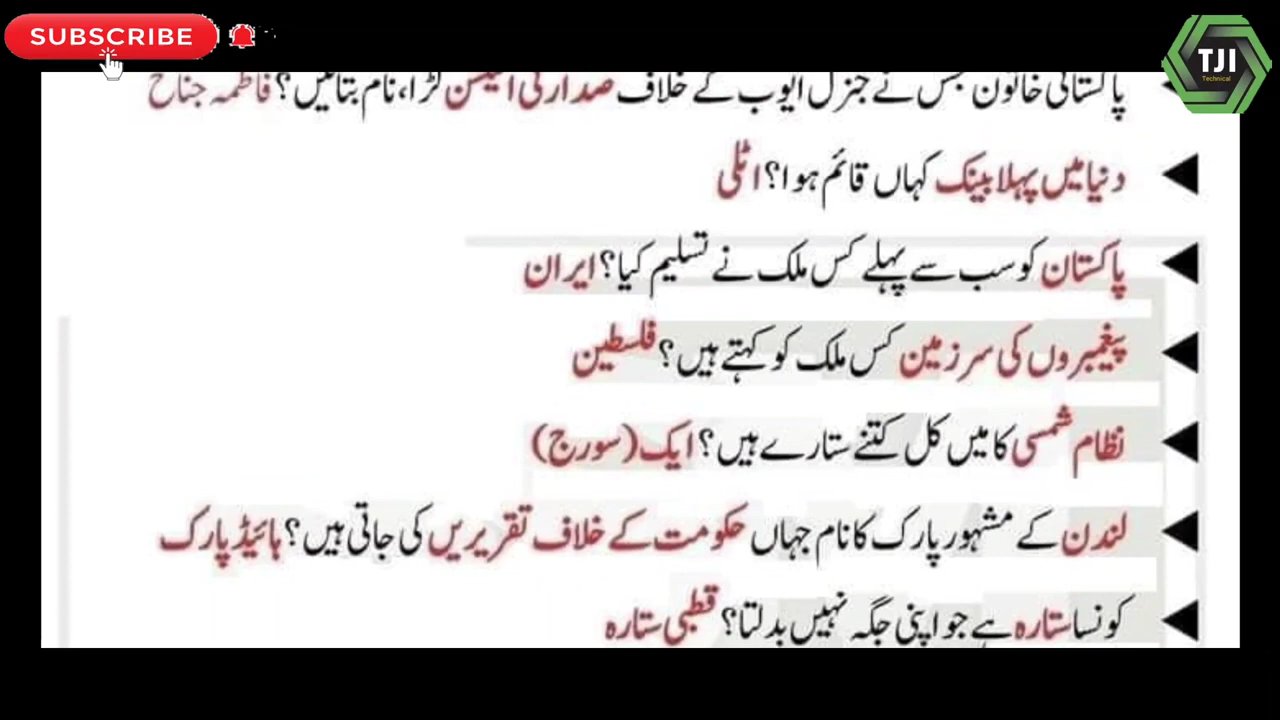 SUBSCRIBE
TJI
Technical
پاکستانی خاتون جس نے جنرل ایوب کے خلاف صدارتی الیکشن لڑا، نام بتائیں؟ فاطمہ جناح
دنیا میں پہلا بینک کہاں قائم ہوا؟ اٹلی
پاکستان کو سب سے پہلے کس ملک نے تسلیم کیا؟ ایران
پیغمبروں کی سرزمین کس ملک کو کہتے ہیں؟ فلسطین
نظام شمسی کا میں کل کتنے ستارے ہیں؟ ایک (سورج)
لندن کے مشہور پارک کا نام جہاں حکومت کے خلاف تقریریں کی جاتی ہیں؟ ہائیڈ پارک
کونسا ستارہ ہے جو اپنی جگہ نہیں بدلتا؟ قطبی ستارہ